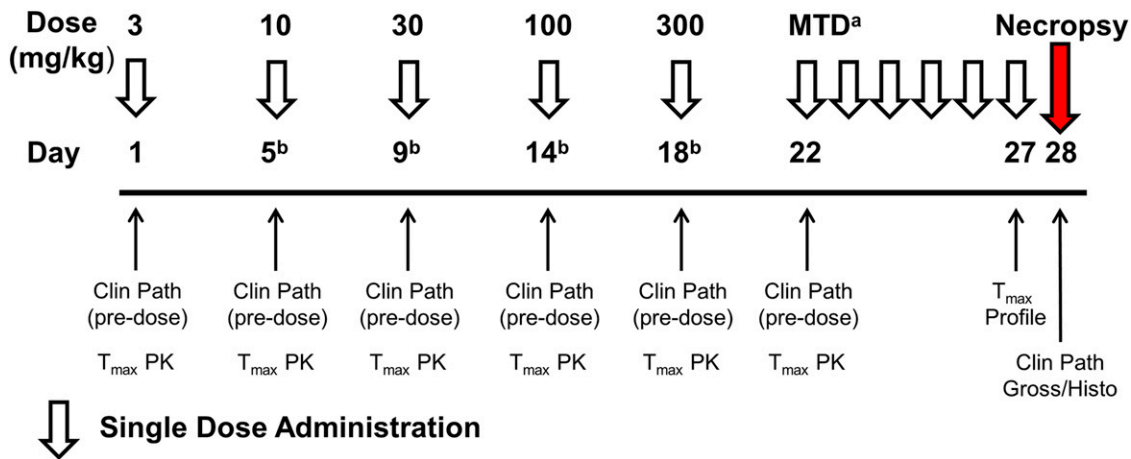 Dose 3 10 30 100 300 MTDᵃ Necropsy
(mg/kg)
Day 1 5ᵇ 9ᵇ 14ᵇ 18ᵇ 22 27 28
Clin Path Clin Path Clin Path Clin Path Clin Path Clin Path Tmax
(pre-dose) (pre-dose) (pre-dose) (pre-dose) (pre-dose) (pre-dose) Profile
Tmax PK Tmax PK Tmax PK Tmax PK Tmax PK Tmax PK Clin Path
Gross/Histo
Single Dose Administration